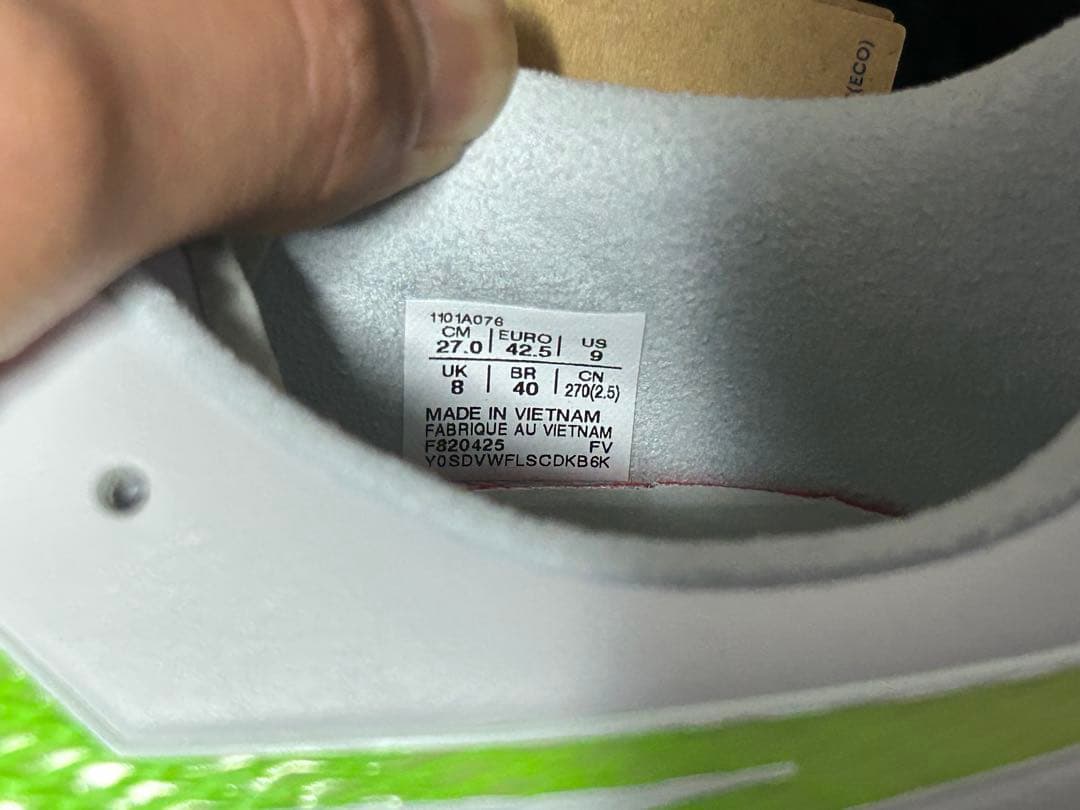 (ECO)
1101A076
CM | EURO | US
27.0 | 42.5 | 9
UK | BR | CN
8 | 40 | 270(2.5)
MADE IN VIETNAM
FABRIQUE AU VIETNAM
F820425 FV
Y0SDVWFLSCDKB6K